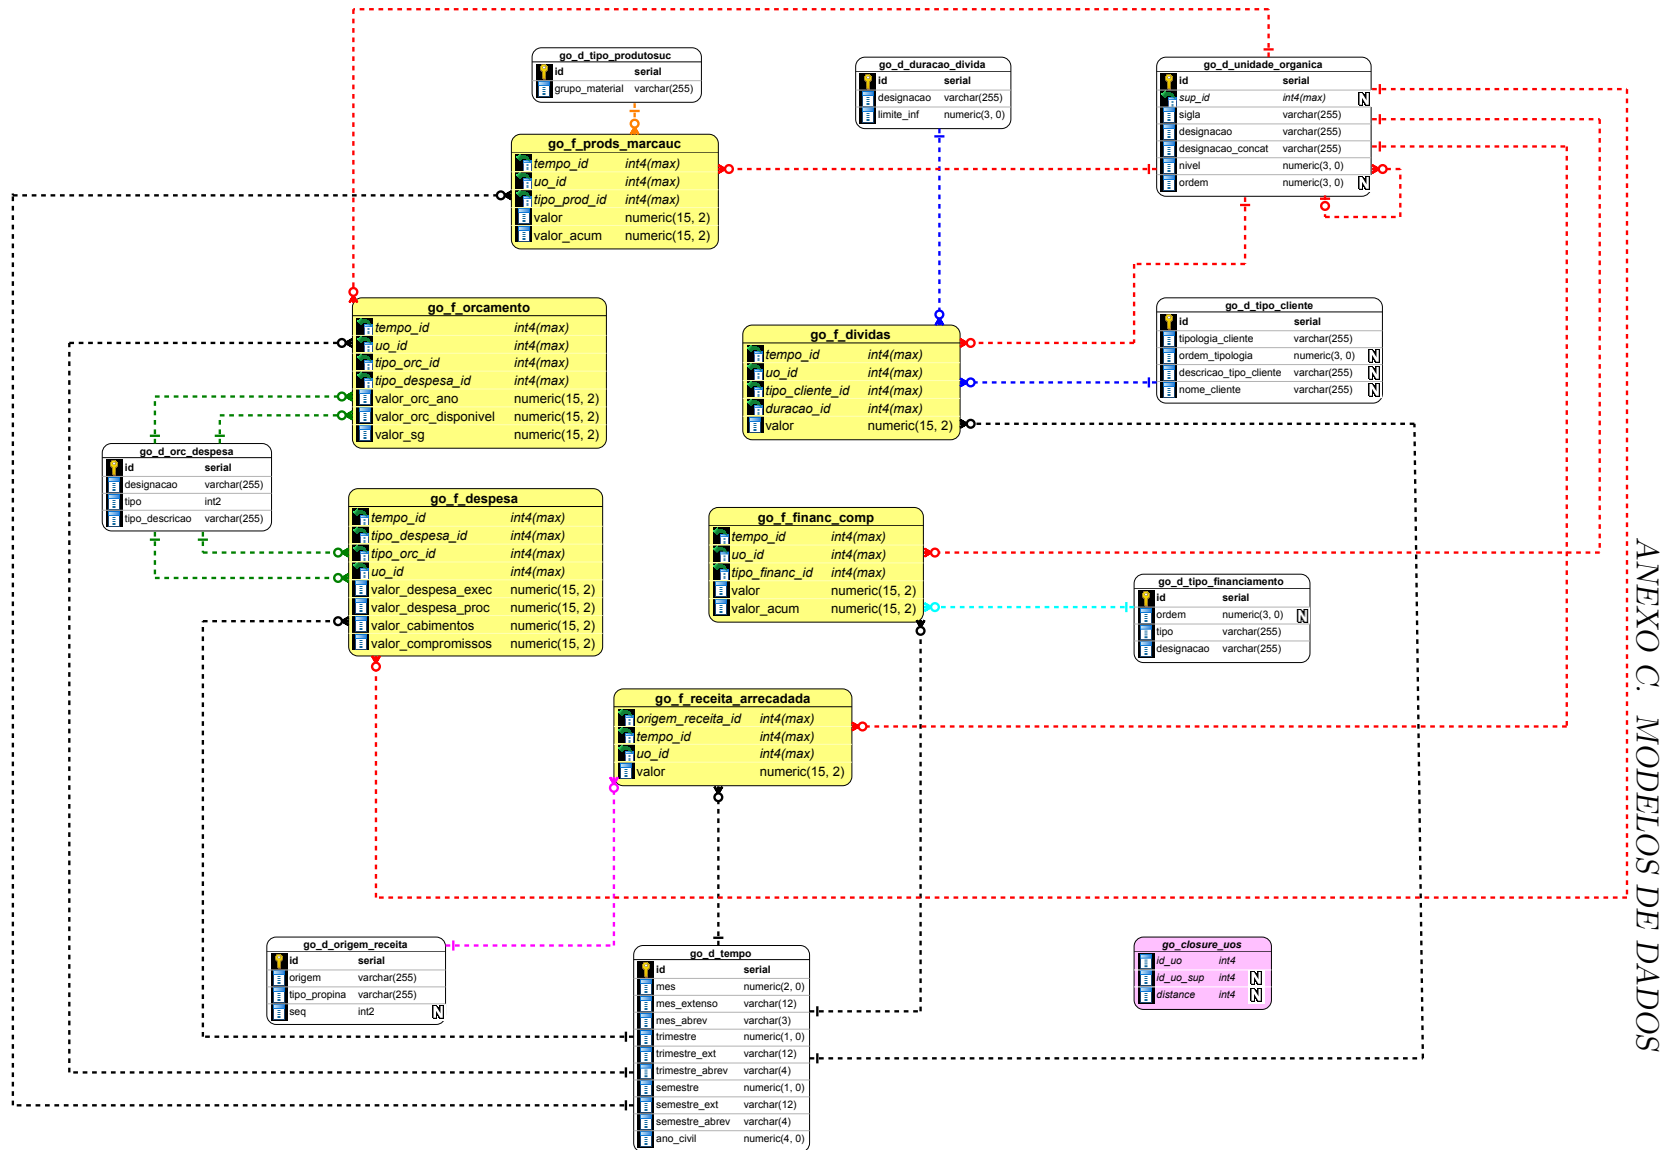 go_d_tipo_produtosuc
id serial
grupo_material varchar(255)
go_d_duracao_divida
id serial
designacao varchar(255)
limite_inf numeric(3, 0)
go_d_unidade_organica
id serial
sup_id int4(max) N
sigla varchar(255)
designacao varchar(255)
designacao_concat varchar(255)
nivel numeric(3, 0)
ordem numeric(3, 0) N
go_f_prods_marcauc
tempo_id int4(max)
uo_id int4(max)
tipo_prod_id int4(max)
valor numeric(15, 2)
valor_acum numeric(15, 2)
go_f_orcamento
tempo_id int4(max)
uo_id int4(max)
tipo_orc_id int4(max)
tipo_despesa_id int4(max)
valor_orc_ano numeric(15, 2)
valor_orc_disponivel numeric(15, 2)
valor_sg numeric(15, 2)
go_f_dividas
tempo_id int4(max)
uo_id int4(max)
tipo_cliente_id int4(max)
duracao_id int4(max)
valor numeric(15, 2)
go_d_tipo_cliente
id serial
tipologia_cliente varchar(255)
ordem_tipologia numeric(3, 0) N
descricao_tipo_cliente varchar(255) N
nome_cliente varchar(255) N
go_d_orc_despesa
id serial
designacao varchar(255)
tipo int2
tipo_descricao varchar(255)
go_f_despesa
tempo_id int4(max)
tipo_despesa_id int4(max)
tipo_orc_id int4(max)
uo_id int4(max)
valor_despesa_exec numeric(15, 2)
valor_despesa_proc numeric(15, 2)
valor_cabimentos numeric(15, 2)
valor_compromissos numeric(15, 2)
go_f_financ_comp
tempo_id int4(max)
uo_id int4(max)
tipo_financ_id int4(max)
valor numeric(15, 2)
valor_acum numeric(15, 2)
go_d_tipo_financiamento
id serial
ordem numeric(3, 0) N
tipo varchar(255)
designacao varchar(255)
go_f_receita_arrecadada
origem_receita_id int4(max)
tempo_id int4(max)
uo_id int4(max)
valor numeric(15, 2)
go_d_origem_receita
id serial
origem varchar(255)
tipo_propina varchar(255)
seq int2 N
go_d_tempo
id serial
mes numeric(2, 0)
mes_extenso varchar(12)
mes_abrev varchar(3)
trimestre numeric(1, 0)
trimestre_ext varchar(12)
trimestre_abrev varchar(4)
semestre numeric(1, 0)
semestre_ext varchar(12)
semestre_abrev varchar(4)
ano_civil numeric(4, 0)
go_closure_uos
id_uo int4
id_uo_sup int4 N
distance int4 N
ANEXO C. MODELOS DE DADOS